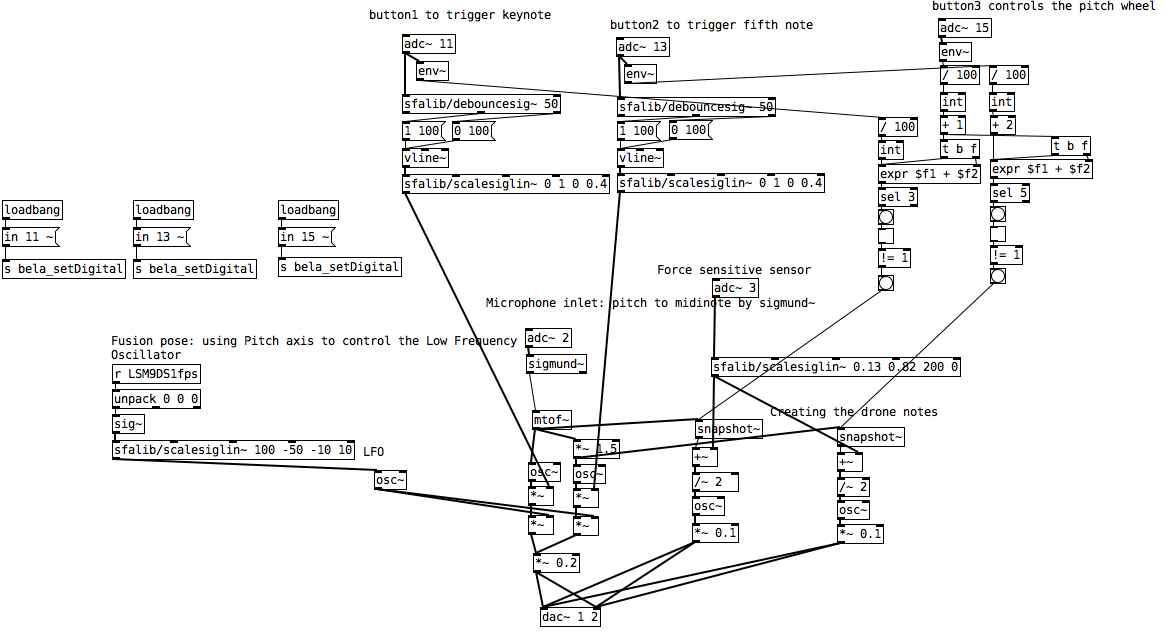 button3 controls the pitch wheel
button1 to trigger keynote
button2 to trigger fifth note
adc~ 15
adc~ 11
adc~ 13
env~
env~
env~
/ 100
/ 100
sfalib/debouncesig~ 50
sfalib/debouncesig~ 50
int
int
1 100
0 100
1 100
0 100
/ 100
+ 1
+ 2
vline~
vline~
int
t b f
t b f
sfalib/scalesiglin~ 0 1 0 0.4
sfalib/scalesiglin~ 0 1 0 0.4
expr $f1 + $f2
expr $f1 + $f2
sel 3
sel 5
loadbang
loadbang
loadbang
in 11 ~
in 13 ~
in 15 ~
!= 1
!= 1
s bela_setDigital
s bela_setDigital
s bela_setDigital
Force sensitive sensor
adc~ 3
Microphone inlet: pitch to midinote by sigmund~
Fusion pose: using Pitch axis to control the Low Frequency
Oscillator
adc~ 2
sigmund~
r LSM9DS1fps
sfalib/scalesiglin~ 0.13 0.82 200 0
unpack 0 0 0
Creating the drone notes
sig~
mtof~
snapshot~
snapshot~
sfalib/scalesiglin~ 100 -50 -10 10
LFO
*~ 1.5
+~
+~
osc~
osc~
osc~
/~ 2
/~ 2
*~
*~
osc~
osc~
*~
*~
*~ 0.1
*~ 0.1
*~ 0.2
dac~ 1 2